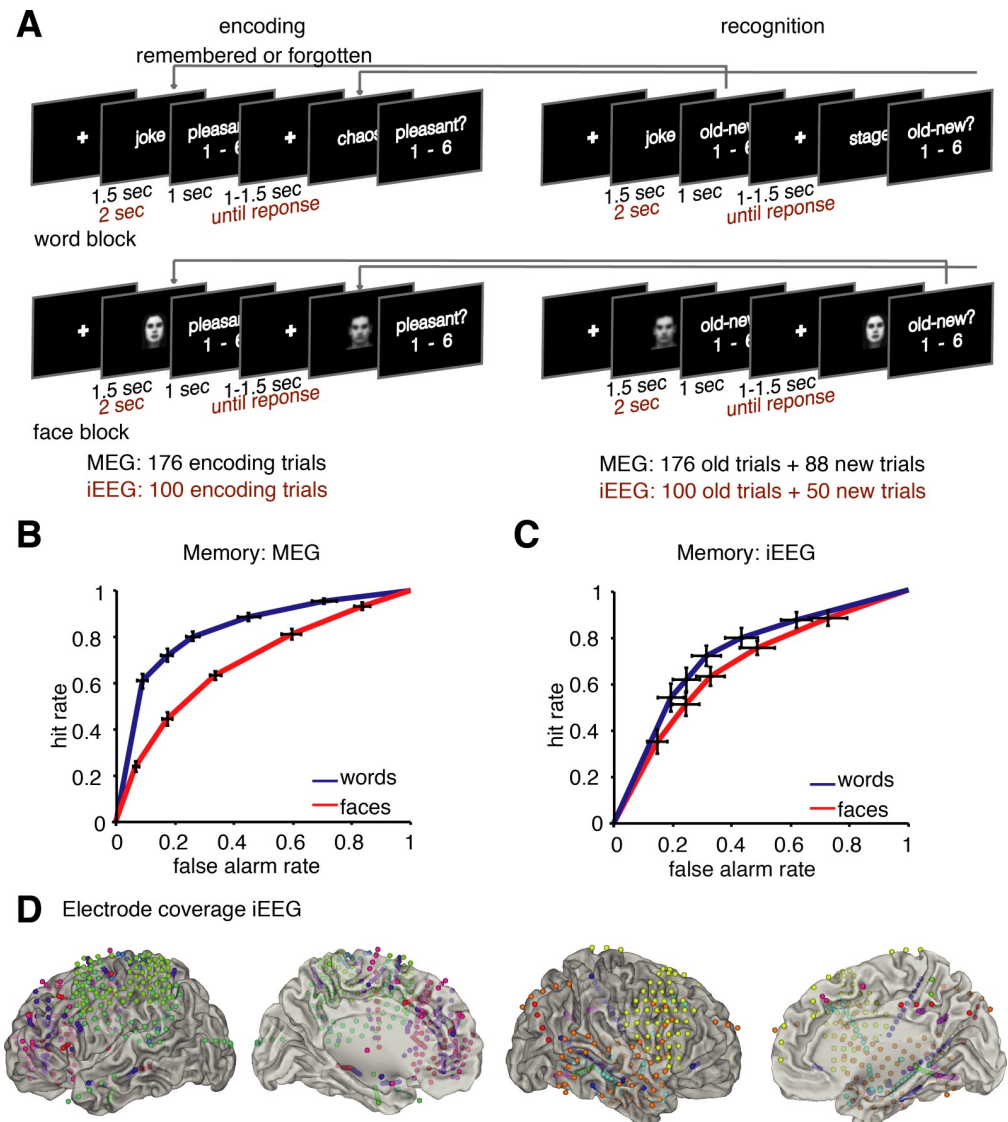 A
encoding
recognition
remembered or forgotten
+
joke
pleasan
1 - 6
+
chaos
pleasant?
1 - 6
+
joke
old-new
1 - 6
+
stage
old-new?
1 - 6
1.5 sec 1 sec 1-1.5 sec
2 sec until reponse
1.5 sec 1 sec 1-1.5 sec
2 sec until reponse
word block
+
pleasan
1 - 6
+
pleasant?
1 - 6
+
old-new
1 - 6
+
old-new?
1 - 6
1.5 sec 1 sec 1-1.5 sec
2 sec until reponse
1.5 sec 1 sec 1-1.5 sec
2 sec until reponse
face block
MEG: 176 encoding trials
iEEG: 100 encoding trials
MEG: 176 old trials + 88 new trials
iEEG: 100 old trials + 50 new trials
B
Memory: MEG
1
0.8
0.6
0.4
0.2
0
hit rate
words
faces
0 0.2 0.4 0.6 0.8 1
false alarm rate
C
Memory: iEEG
1
0.8
0.6
0.4
0.2
0
hit rate
words
faces
0 0.2 0.4 0.6 0.8 1
false alarm rate
D Electrode coverage iEEG